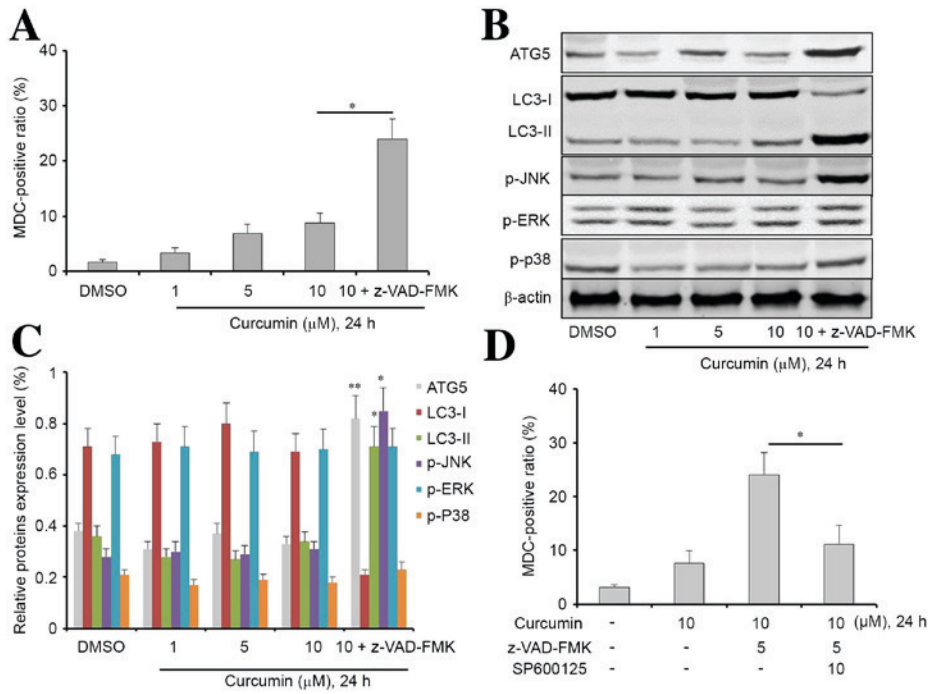 A
MDC-positive ratio (%)
40
30
20
10
0
*
DMSO 1 5 10 10 + z-VAD-FMK
Curcumin (μM), 24 h
B
ATG5
LC3-I
LC3-II
p-JNK
p-ERK
p-p38
β-actin
DMSO 1 5 10 10 + z-VAD-FMK
Curcumin (μM), 24 h
C
Relative proteins expression level (%)
1.0
0.8
0.6
0.4
0.2
0
** * *
ATG5
LC3-I
LC3-II
p-JNK
p-ERK
p-P38
DMSO 1 5 10 10 + z-VAD-FMK
Curcumin (μM), 24 h
D
MDC-positive ratio (%)
40
30
20
10
0
*
Curcumin - 10 10 10 (μM), 24 h
z-VAD-FMK - - 5 5
SP600125 - - - 10